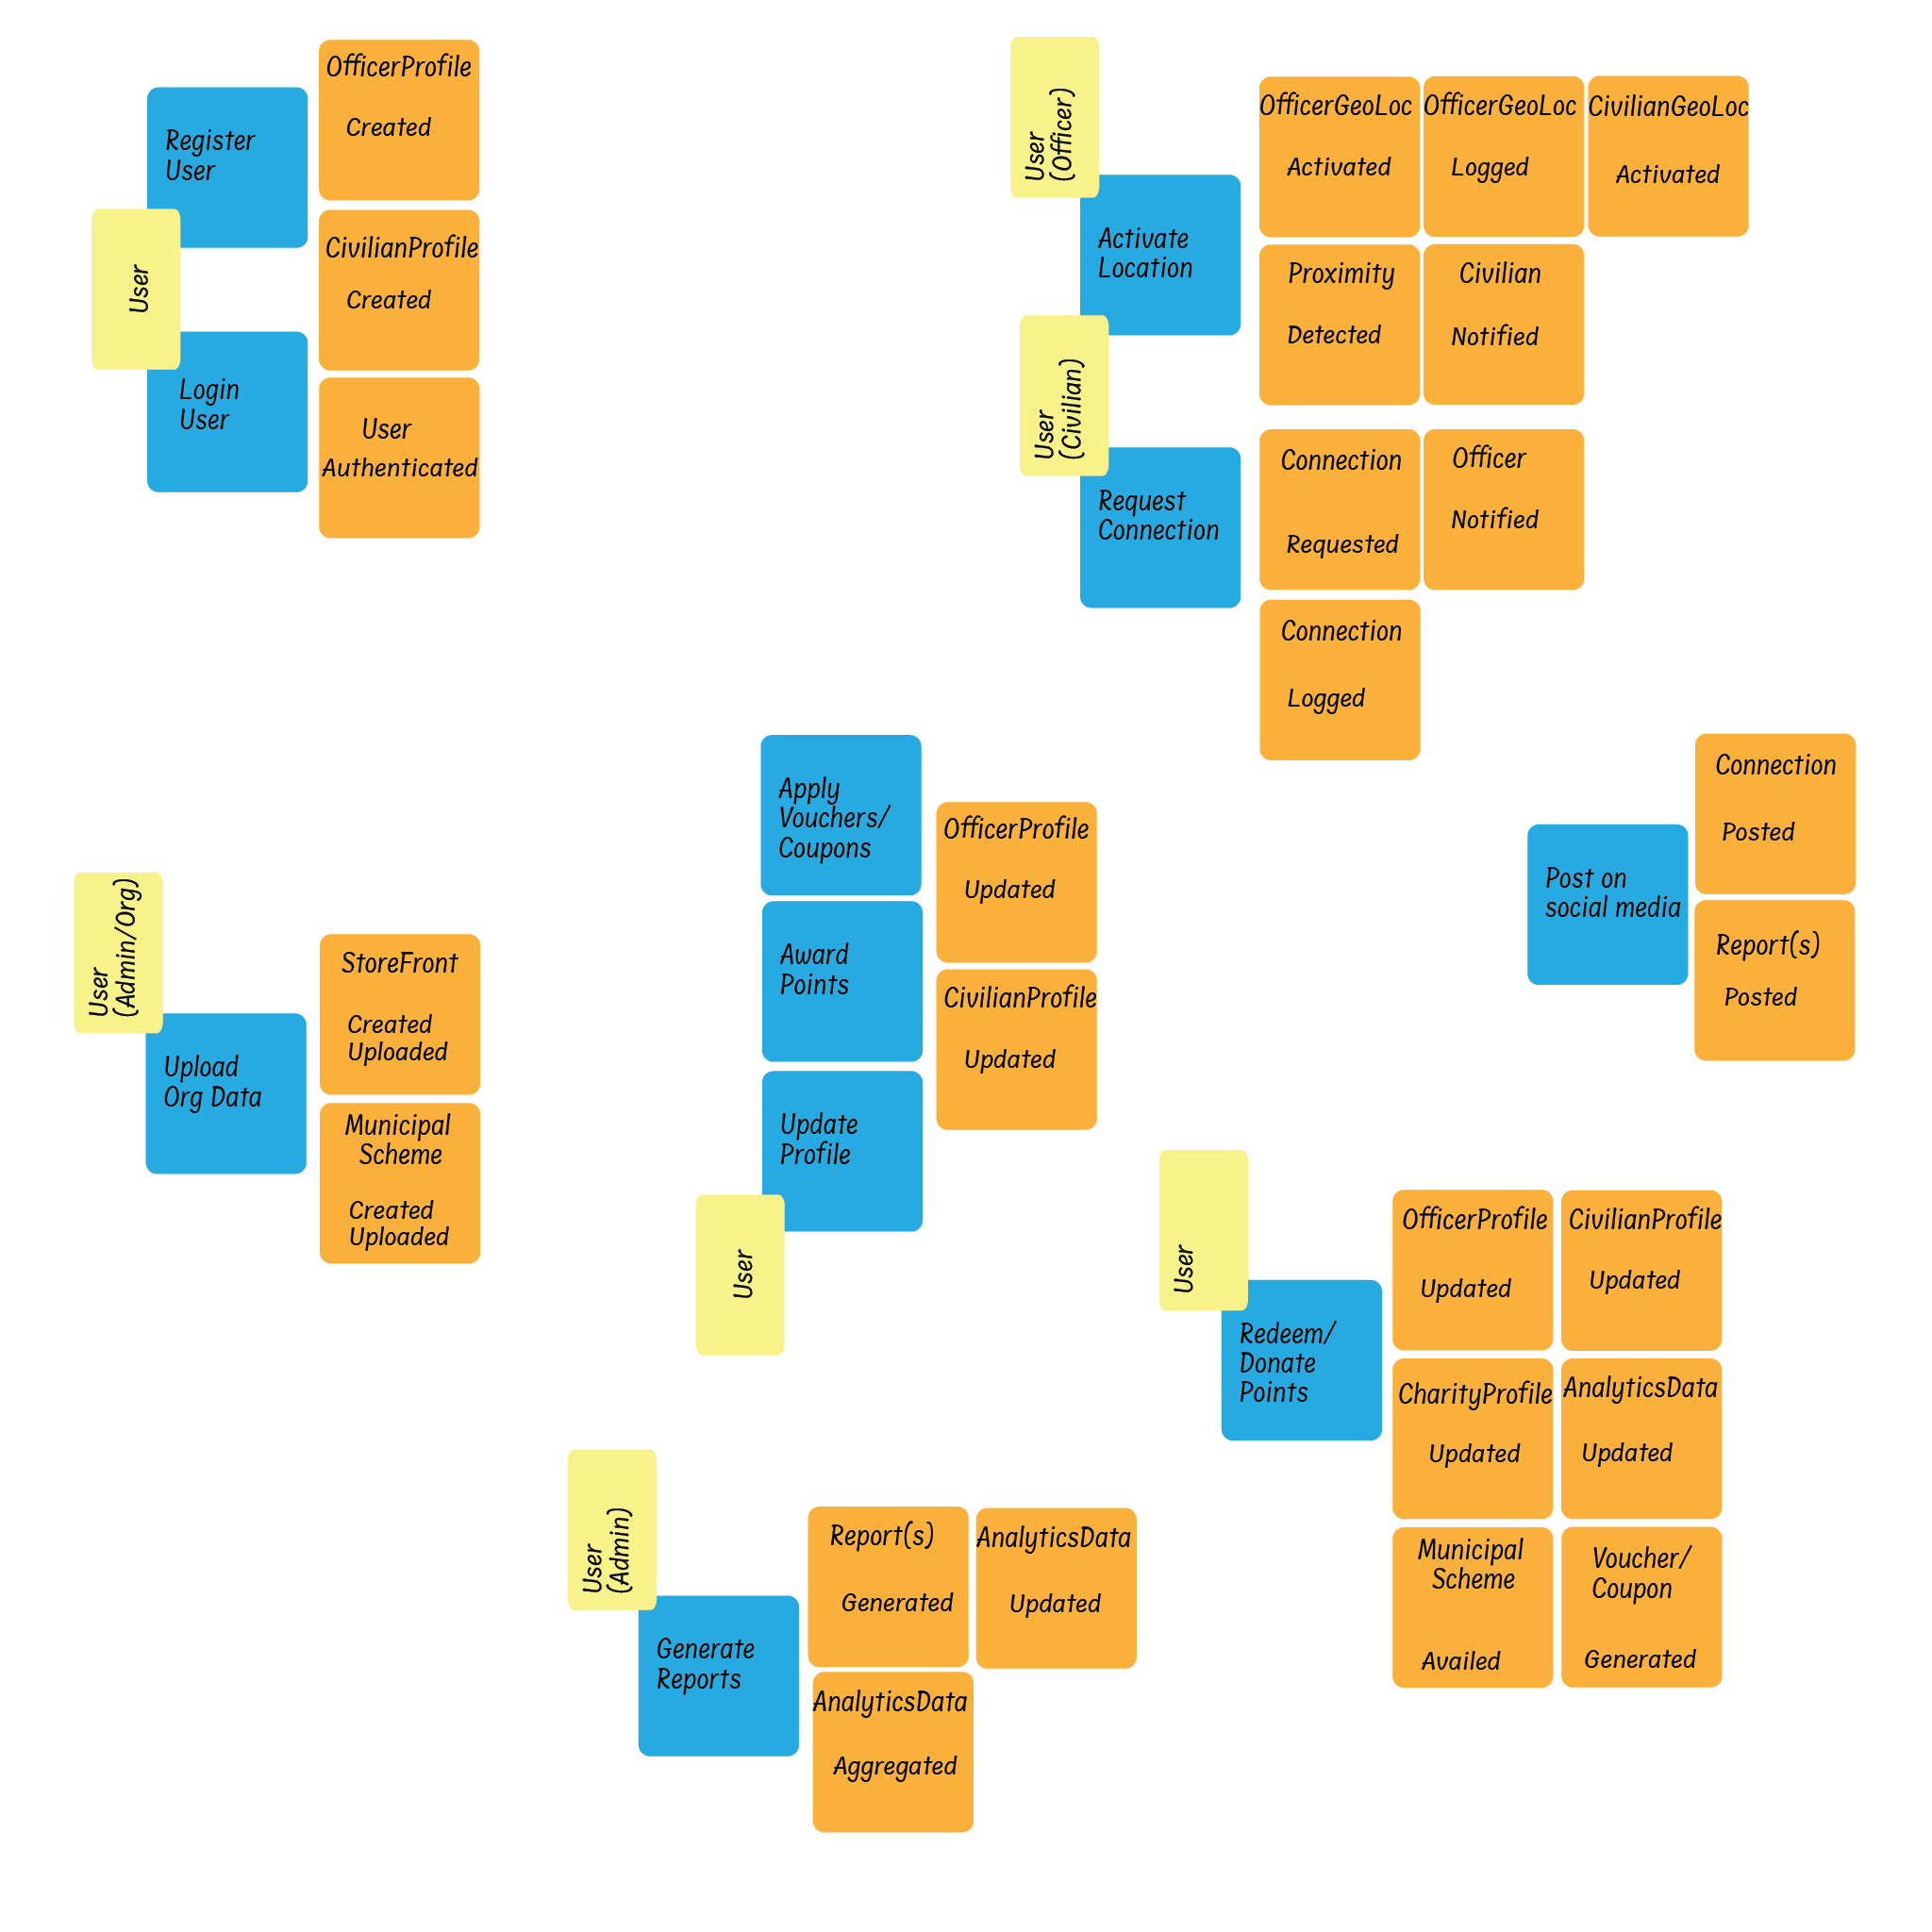 OfficerProfile
Created
Register
User
User
CivilianProfile
Created
Login
User
User
Authenticated
User
(Officer)
OfficerGeoLoc
Activated
OfficerGeoLoc
Logged
CivilianGeoLoc
Activated
Activate
Location
Proximity
Detected
Civilian
Notified
User
(Civilian)
Request
Connection
Connection
Requested
Officer
Notified
Connection
Logged
User
(Admin/Org)
Upload
Org Data
StoreFront
Created
Uploaded
Municipal
Scheme
Created
Uploaded
Apply
Vouchers/
Coupons
Award
Points
Update
Profile
User
OfficerProfile
Updated
CivilianProfile
Updated
Post on
social media
Connection
Posted
Report(s)
Posted
User
Redeem/
Donate
Points
OfficerProfile
Updated
CivilianProfile
Updated
CharityProfile
Updated
AnalyticsData
Updated
Municipal
Scheme
Availed
Voucher/
Coupon
Generated
User
(Admin)
Generate
Reports
Report(s)
Generated
AnalyticsData
Updated
AnalyticsData
Aggregated